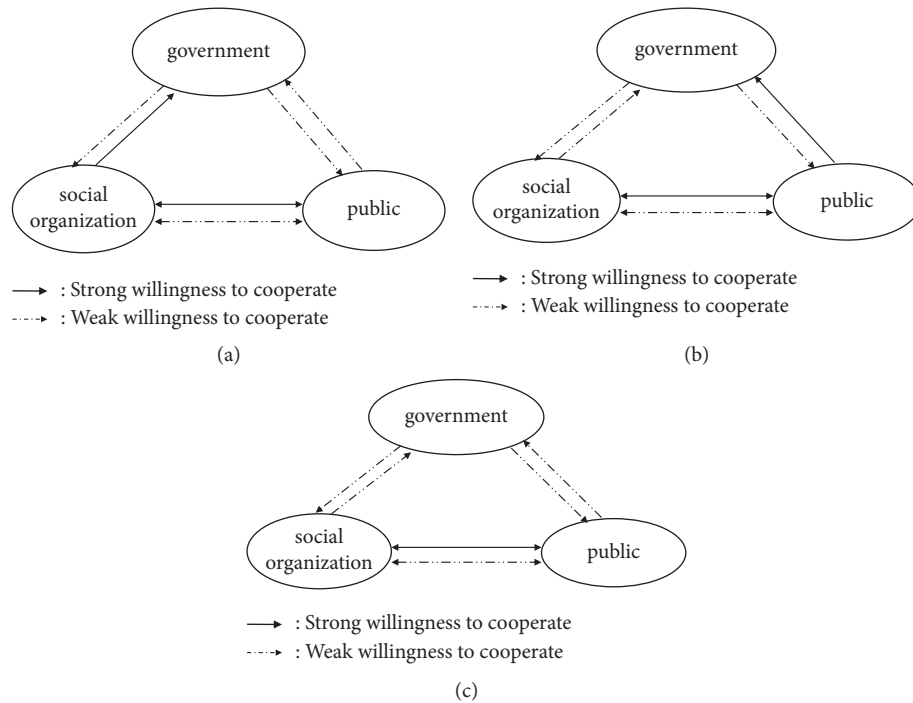 government
social
organization
public
: Strong willingness to cooperate
: Weak willingness to cooperate
(a)
government
social
organization
public
: Strong willingness to cooperate
: Weak willingness to cooperate
(b)
government
social
organization
public
: Strong willingness to cooperate
: Weak willingness to cooperate
(c)